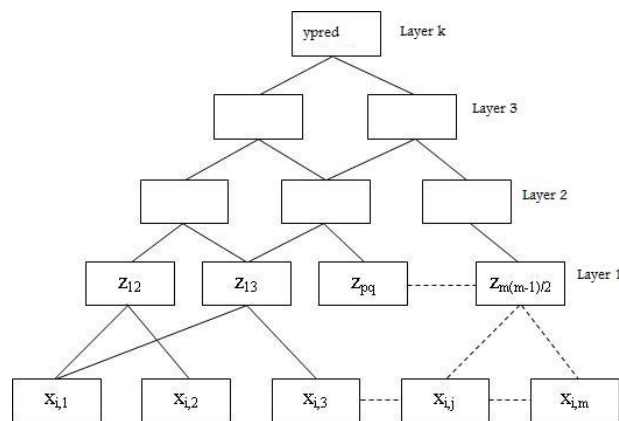 ypred Layer k
Layer 3
Layer 2
z12 z13 zpq zm(m-1)/2 Layer 1
xi,1 xi,2 xi,3 xi,j xi,m